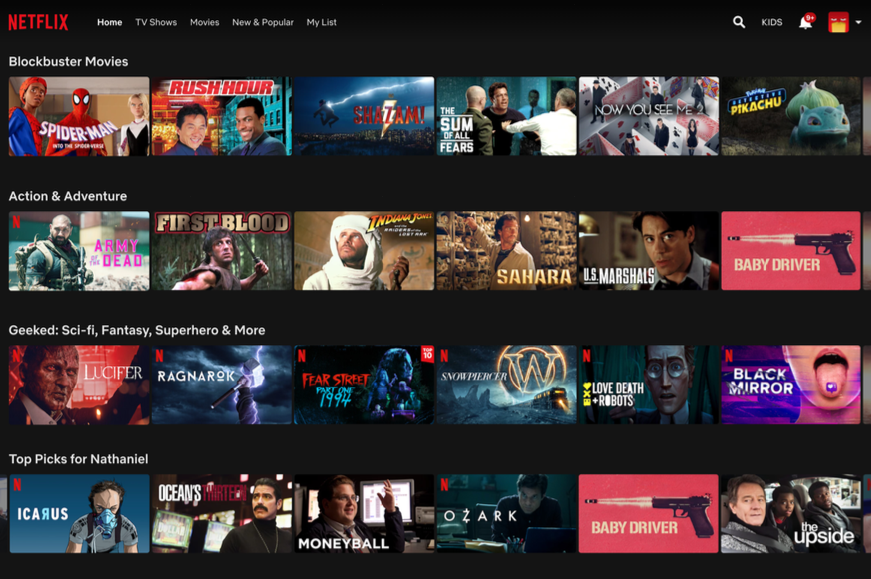 NETFLIX Home TV Shows Movies New & Popular My List KIDS 9+
Blockbuster Movies
SPIDER-MAN
INTO THE SPIDER-VERSE
RUSH HOUR
SHAZAM!
THE
SUM
OF ALL
FEARS
NOW YOU SEE ME 2
POKÉMON
DETECTIVE
PIKACHU
Action & Adventure
N
ARMY
OF THE
DEAD
FIRST BLOOD
INDIANA JONES
AND THE
RAIDERS OF THE
LOST ARK
SAHARA
U.S. MARSHALS
BABY DRIVER
Geeked: Sci-fi, Fantasy, Superhero & More
N
LUCIFER
N
RAGNAROK
N
TOP
10
FEAR STREET
PART ONE
1994
N
SNOWPIERCER
W
N
LOVE DEATH
+ROBOTS
N
BLACK
MIRROR
Top Picks for Nathaniel
N
ICAЯUS
OCEAN'S THIRTEEN
MONEYBALL
N
OZARK
BABY DRIVER
the
upside